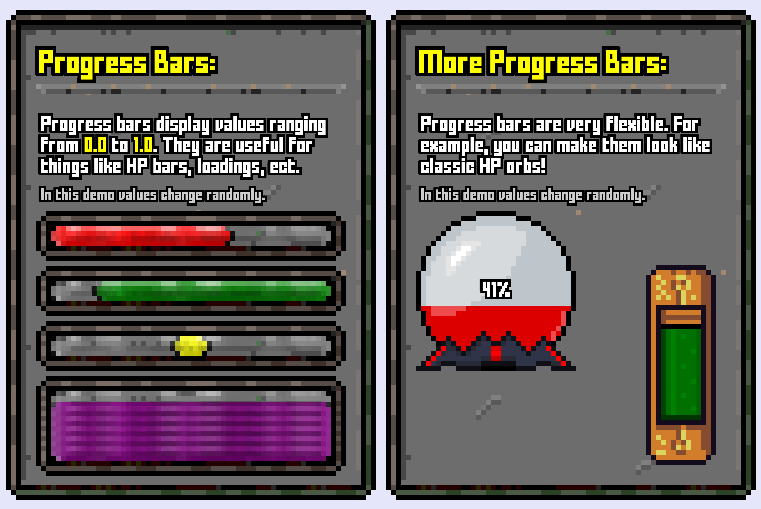 Progress Bars:
Progress bars display values ranging
from 0.0 to 1.0. They are useful for
things like HP bars, loadings, ect.
In this demo values change randomly.
More Progress Bars:
Progress bars are very flexible. For
example, you can make them look like
classic HP orbs!
In this demo values change randomly.
41%